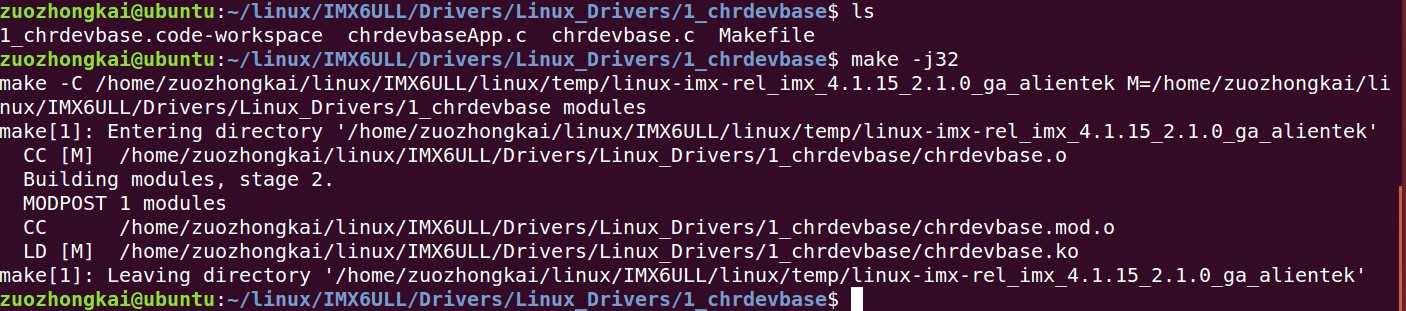 zuozhongkai@ubuntu:~/linux/IMX6ULL/Drivers/Linux_Drivers/1_chrdevbase$ ls
1_chrdevbase.code-workspace  chrdevbaseApp.c  chrdevbase.c  Makefile
zuozhongkai@ubuntu:~/linux/IMX6ULL/Drivers/Linux_Drivers/1_chrdevbase$ make -j32
make -C /home/zuozhongkai/linux/IMX6ULL/linux/temp/linux-imx-rel_imx_4.1.15_2.1.0_ga_alientek M=/home/zuozhongkai/li
nux/IMX6ULL/Drivers/Linux_Drivers/1_chrdevbase modules
make[1]: Entering directory '/home/zuozhongkai/linux/IMX6ULL/linux/temp/linux-imx-rel_imx_4.1.15_2.1.0_ga_alientek'
  CC [M]  /home/zuozhongkai/linux/IMX6ULL/Drivers/Linux_Drivers/1_chrdevbase/chrdevbase.o
  Building modules, stage 2.
  MODPOST 1 modules
  CC      /home/zuozhongkai/linux/IMX6ULL/Drivers/Linux_Drivers/1_chrdevbase/chrdevbase.mod.o
  LD [M]  /home/zuozhongkai/linux/IMX6ULL/Drivers/Linux_Drivers/1_chrdevbase/chrdevbase.ko
make[1]: Leaving directory '/home/zuozhongkai/linux/IMX6ULL/linux/temp/linux-imx-rel_imx_4.1.15_2.1.0_ga_alientek'
zuozhongkai@ubuntu:~/linux/IMX6ULL/Drivers/Linux_Drivers/1_chrdevbase$